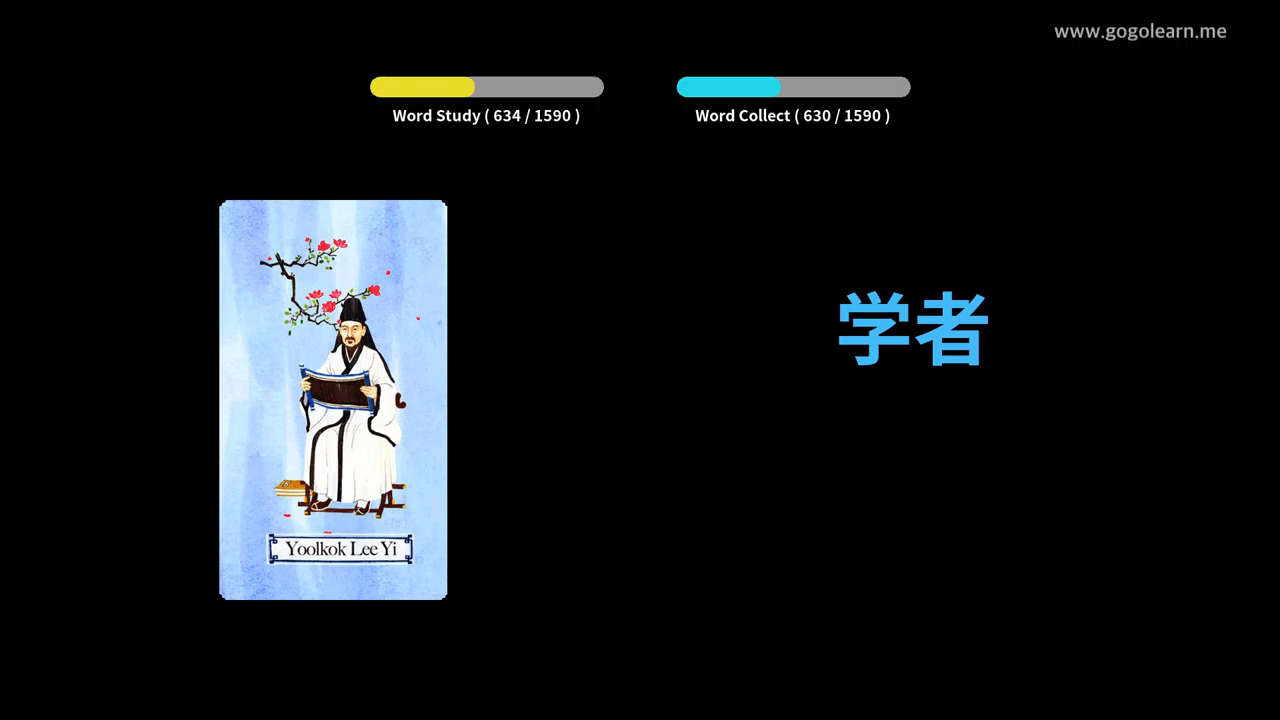 www.gogolearn.me
Word Study ( 634 / 1590 )
Word Collect ( 630 / 1590 )
学者
Yoolkok Lee Yi